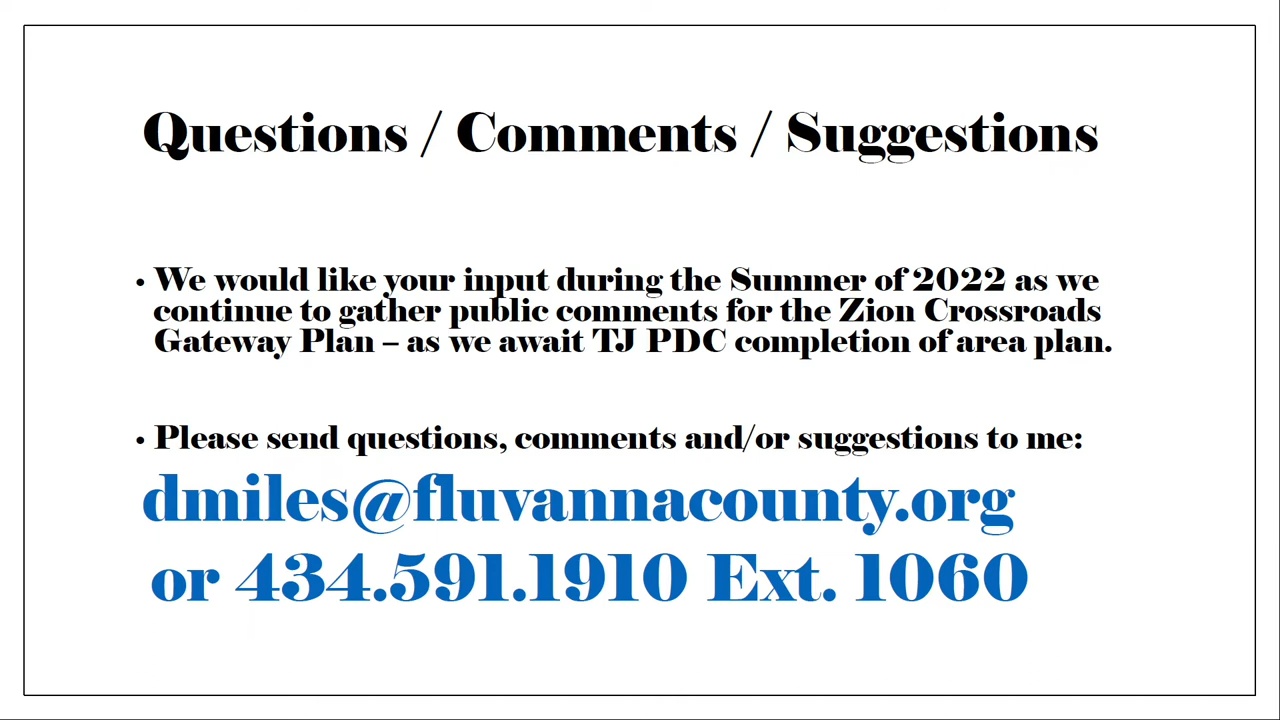 Questions / Comments / Suggestions
• We would like your input during the Summer of 2022 as we
continue to gather public comments for the Zion Crossroads
Gateway Plan – as we await TJ PDC completion of area plan.
• Please send questions, comments and/or suggestions to me:
dmiles@fluvannacounty.org
or 434.591.1910 Ext. 1060